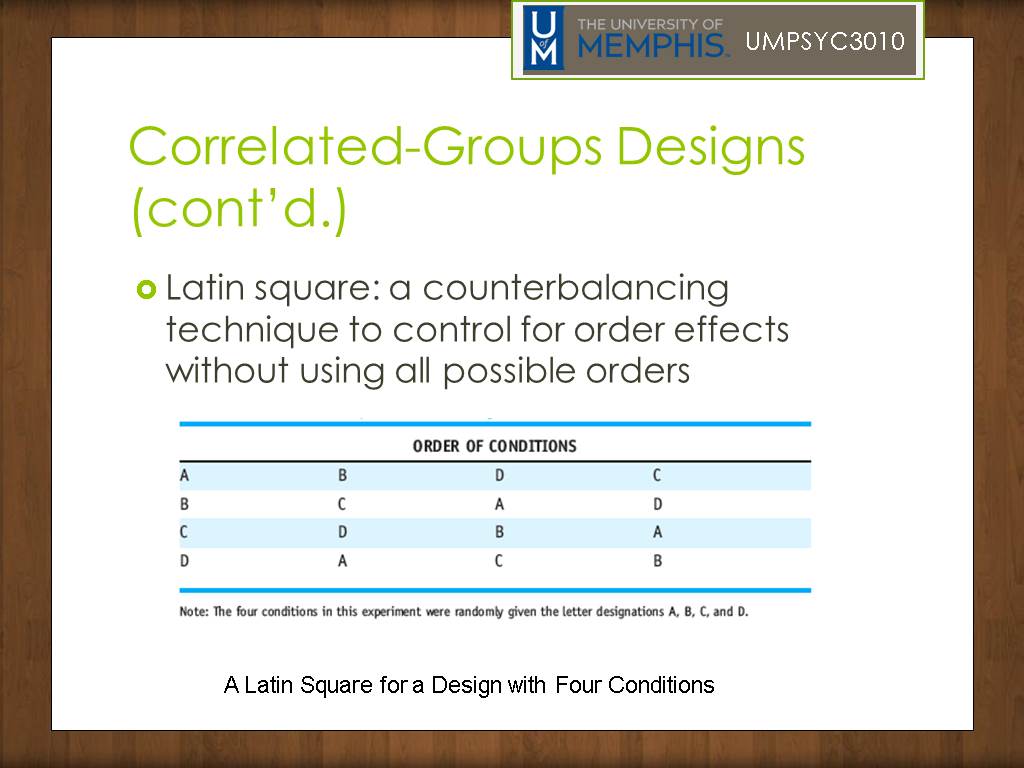 U
of
M
THE UNIVERSITY OF
MEMPHIS™
UMPSYC3010
Correlated-Groups Designs
(cont’d.)
Latin square: a counterbalancing
technique to control for order effects
without using all possible orders
ORDER OF CONDITIONS
A B D C
B C A D
C D B A
D A C B
Note: The four conditions in this experiment were randomly given the letter designations A, B, C, and D.
A Latin Square for a Design with Four Conditions